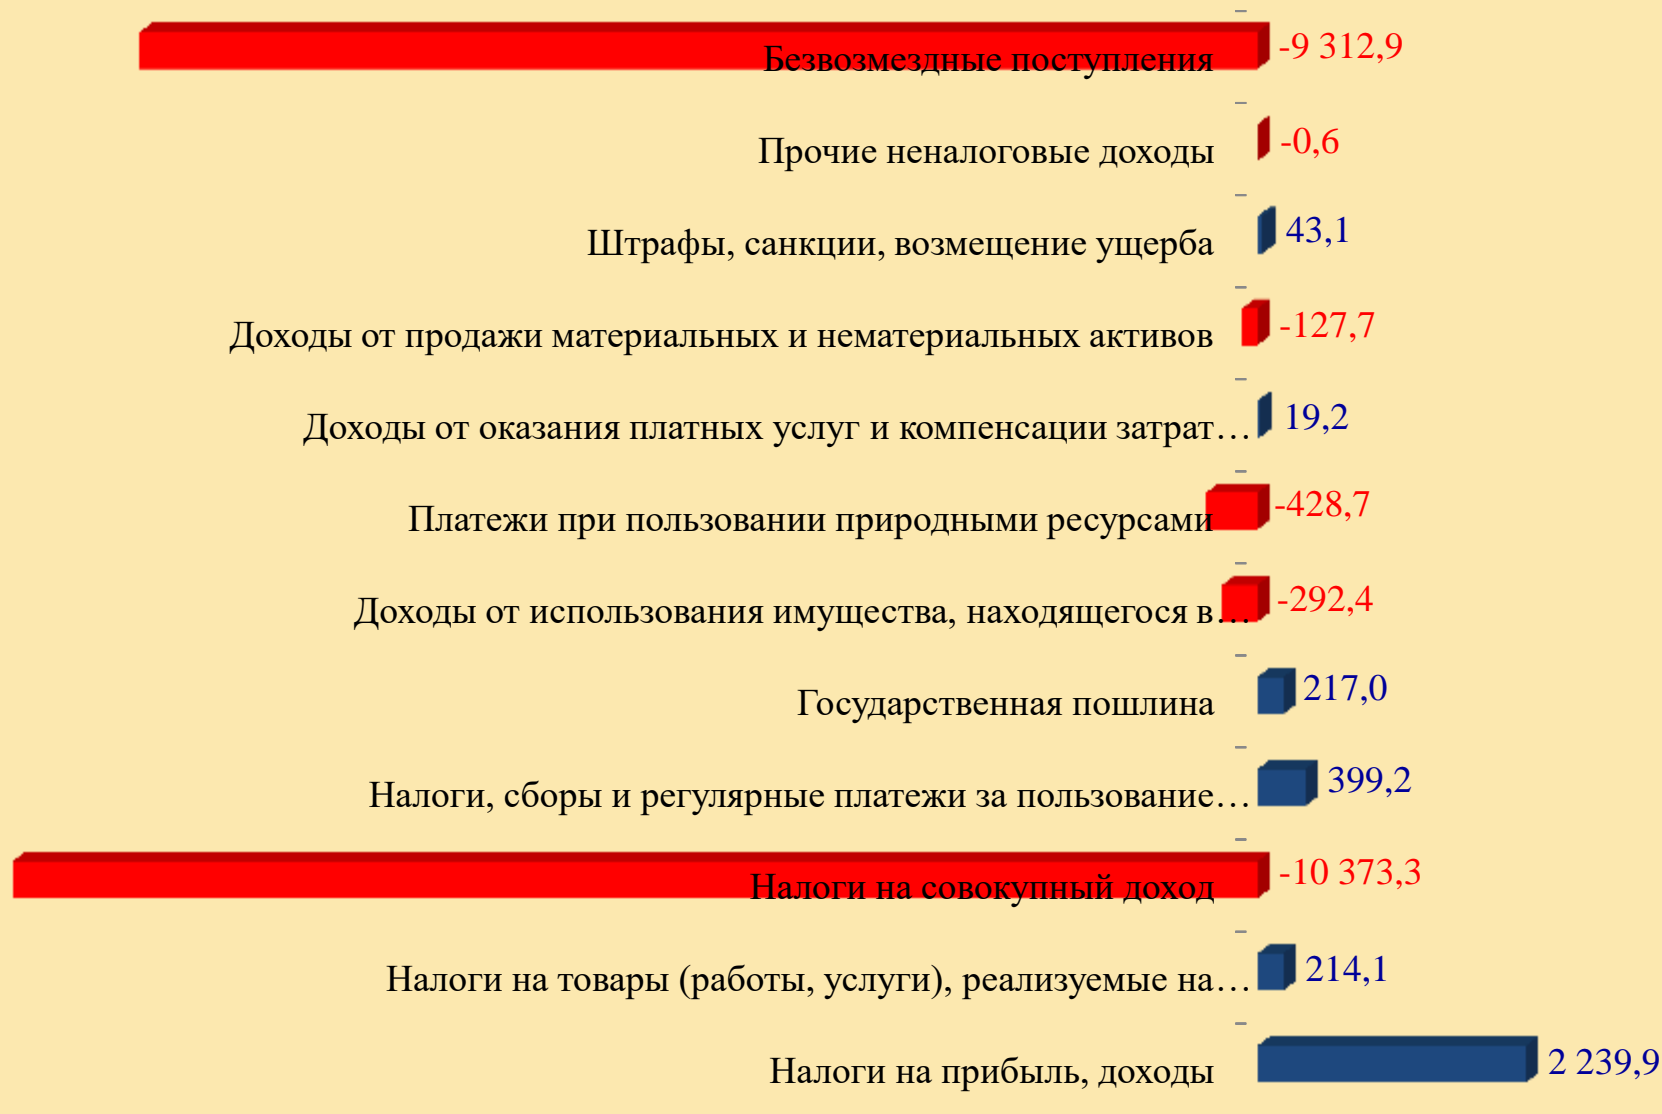 Безвозмездные поступления -9 312,9
Прочие неналоговые доходы -0,6
Штрафы, санкции, возмещение ущерба 43,1
Доходы от продажи материальных и нематериальных активов -127,7
Доходы от оказания платных услуг и компенсации затрат… 19,2
Платежи при пользовании природными ресурсами -428,7
Доходы от использования имущества, находящегося в… -292,4
Государственная пошлина 217,0
Налоги, сборы и регулярные платежи за пользование… 399,2
Налоги на совокупный доход -10 373,3
Налоги на товары (работы, услуги), реализуемые на… 214,1
Налоги на прибыль, доходы 2 239,9